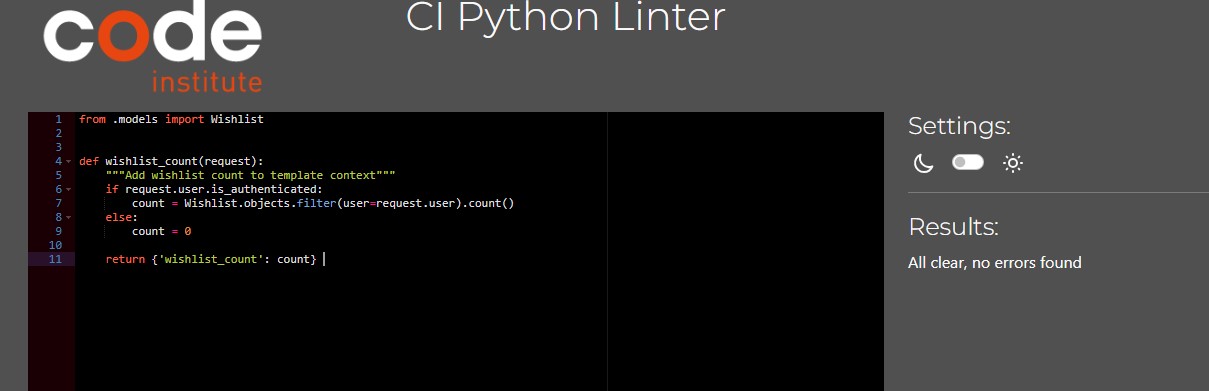 code
institute
CI Python Linter
1 from .models import Wishlist
2
3
4 def wishlist_count(request):
5     """Add wishlist count to template context"""
6     if request.user.is_authenticated:
7         count = Wishlist.objects.filter(user=request.user).count()
8     else:
9         count = 0
10
11     return {'wishlist_count': count}
Settings:
Results:
All clear, no errors found